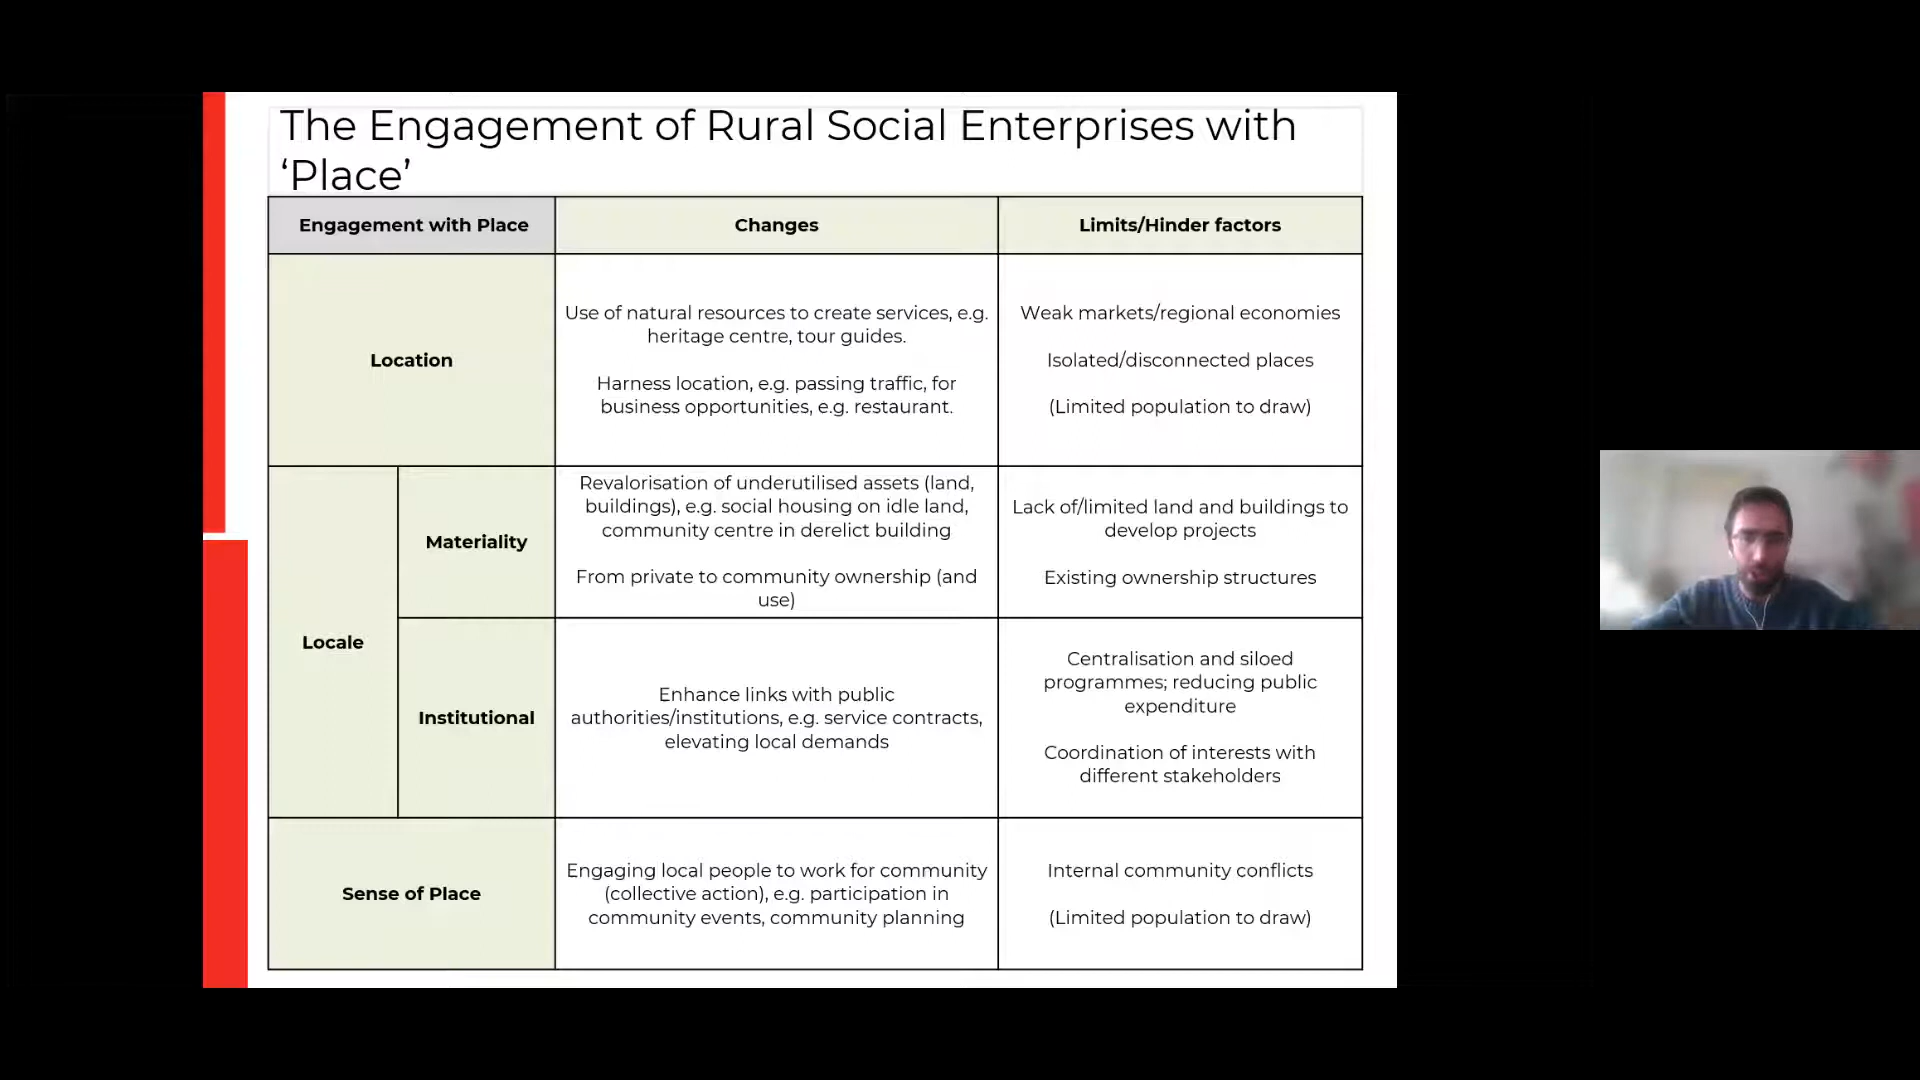 The Engagement of Rural Social Enterprises with
‘Place’
Engagement with Place
Changes
Limits/Hinder factors
Location
Use of natural resources to create services, e.g.
heritage centre, tour guides.
Harness location, e.g. passing traffic, for
business opportunities, e.g. restaurant.
Weak markets/regional economies
Isolated/disconnected places
(Limited population to draw)
Locale
Materiality
Revalorisation of underutilised assets (land,
buildings), e.g. social housing on idle land,
community centre in derelict building
From private to community ownership (and
use)
Lack of/limited land and buildings to
develop projects
Existing ownership structures
Institutional
Enhance links with public
authorities/institutions, e.g. service contracts,
elevating local demands
Centralisation and siloed
programmes; reducing public
expenditure
Coordination of interests with
different stakeholders
Sense of Place
Engaging local people to work for community
(collective action), e.g. participation in
community events, community planning
Internal community conflicts
(Limited population to draw)